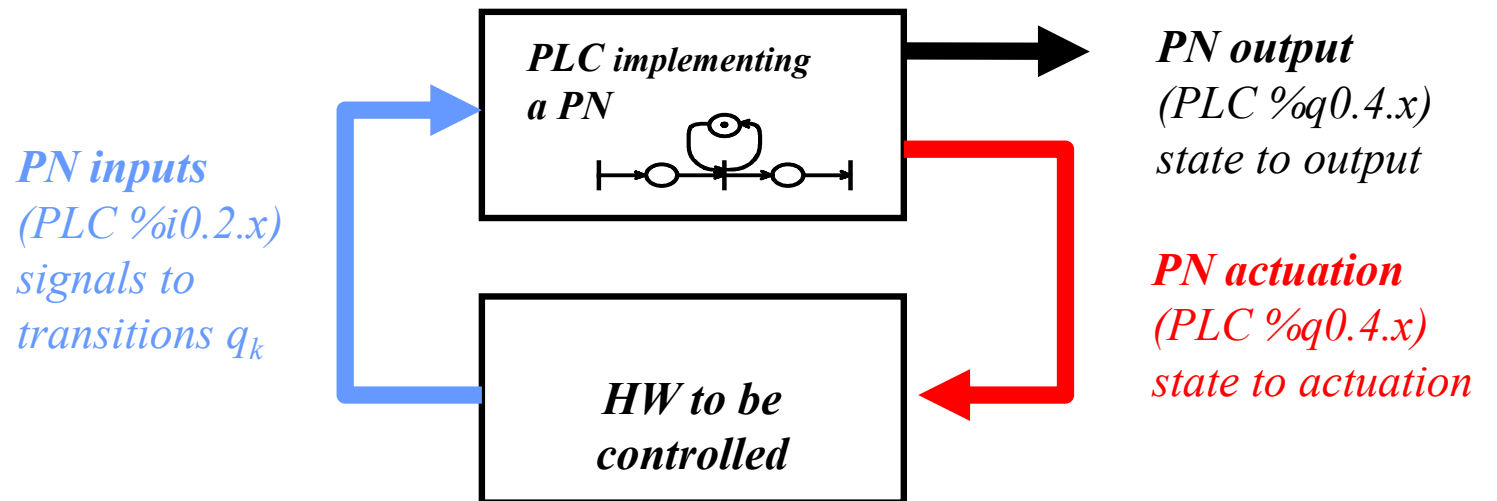 PLC implementing
a PN
PN output
(PLC %q0.4.x)
state to output
PN inputs
(PLC %i0.2.x)
signals to
transitions qk
PN actuation
(PLC %q0.4.x)
state to actuation
HW to be
controlled